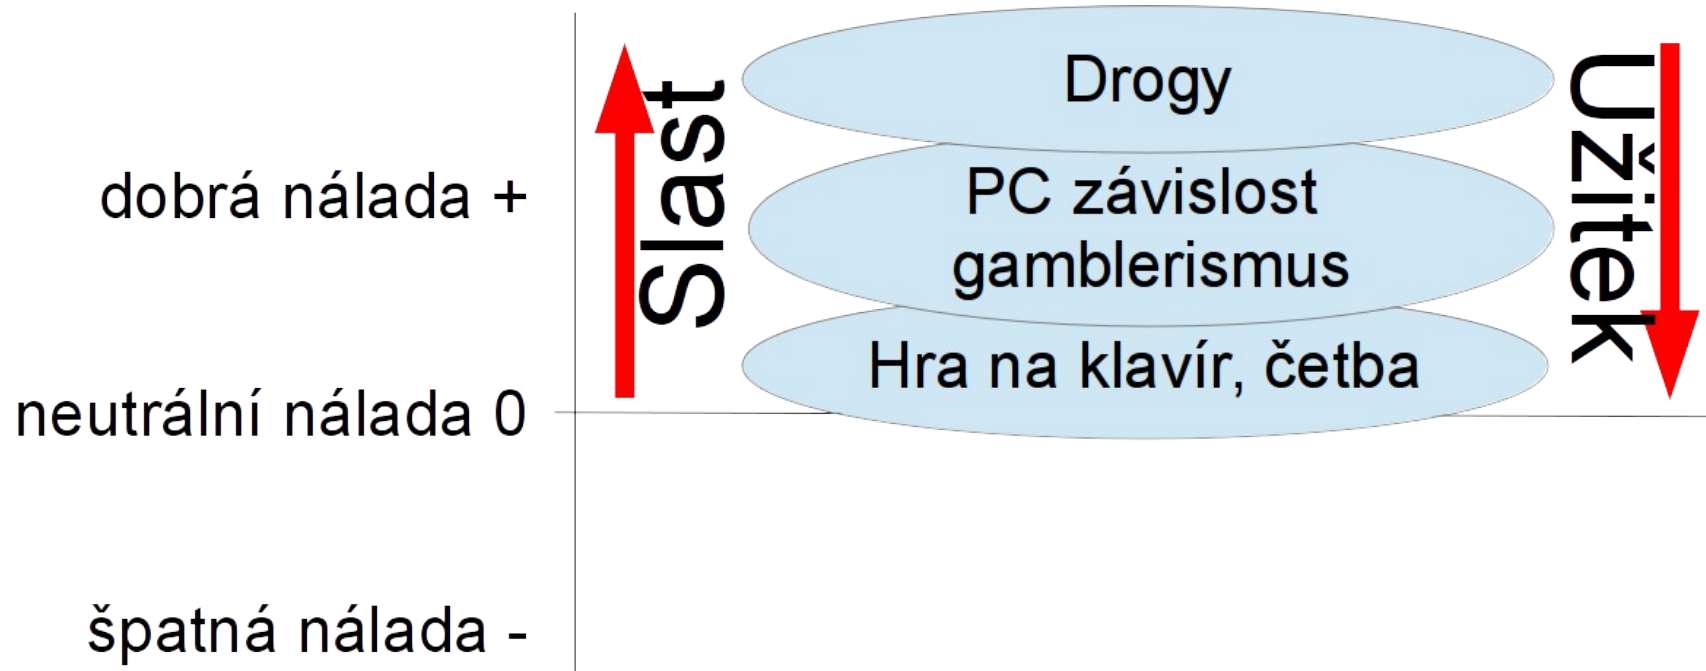 Drogy
dobrá nálada +
Slast
PC závislost
gamblerismus
Užitek
Hra na klavír, četba
neutrální nálada 0
špatná nálada -